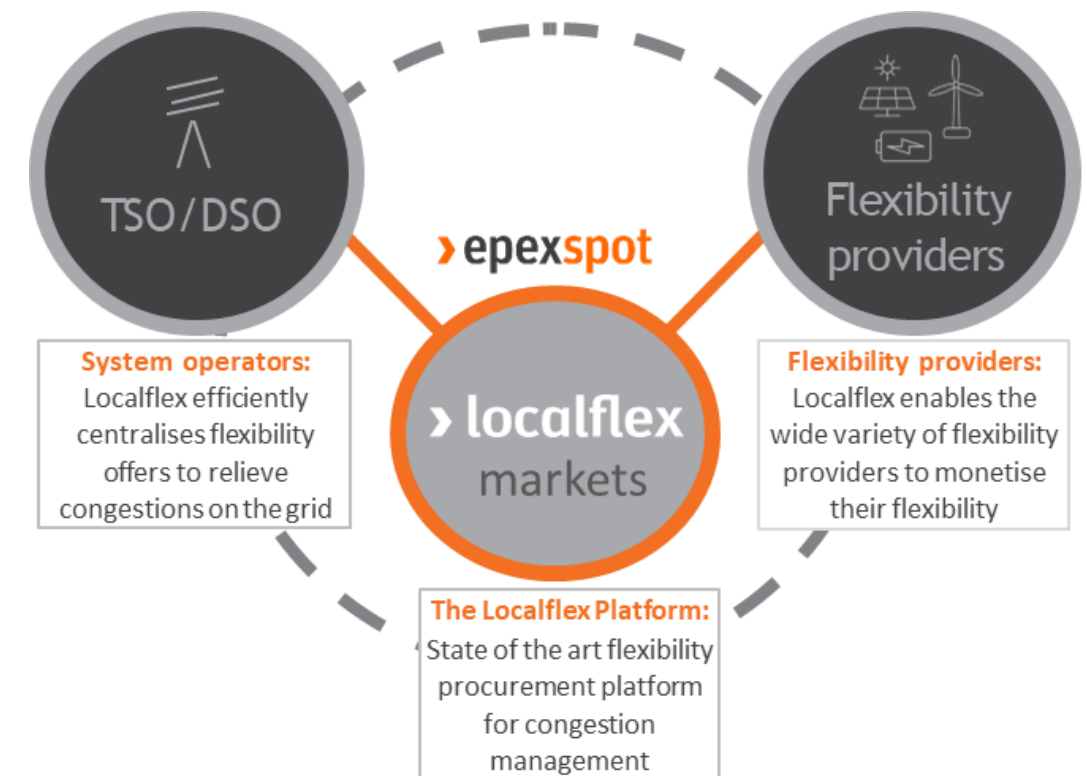 TSO/DSO
Flexibility
providers
epexspot
System operators:
Localflex efficiently
centralises flexibility
offers to relieve
congestions on the grid
localflex
markets
Flexibility providers:
Localflex enables the
wide variety of flexibility
providers to monetise
their flexibility
The Localflex Platform:
State of the art flexibility
procurement platform
for congestion
management